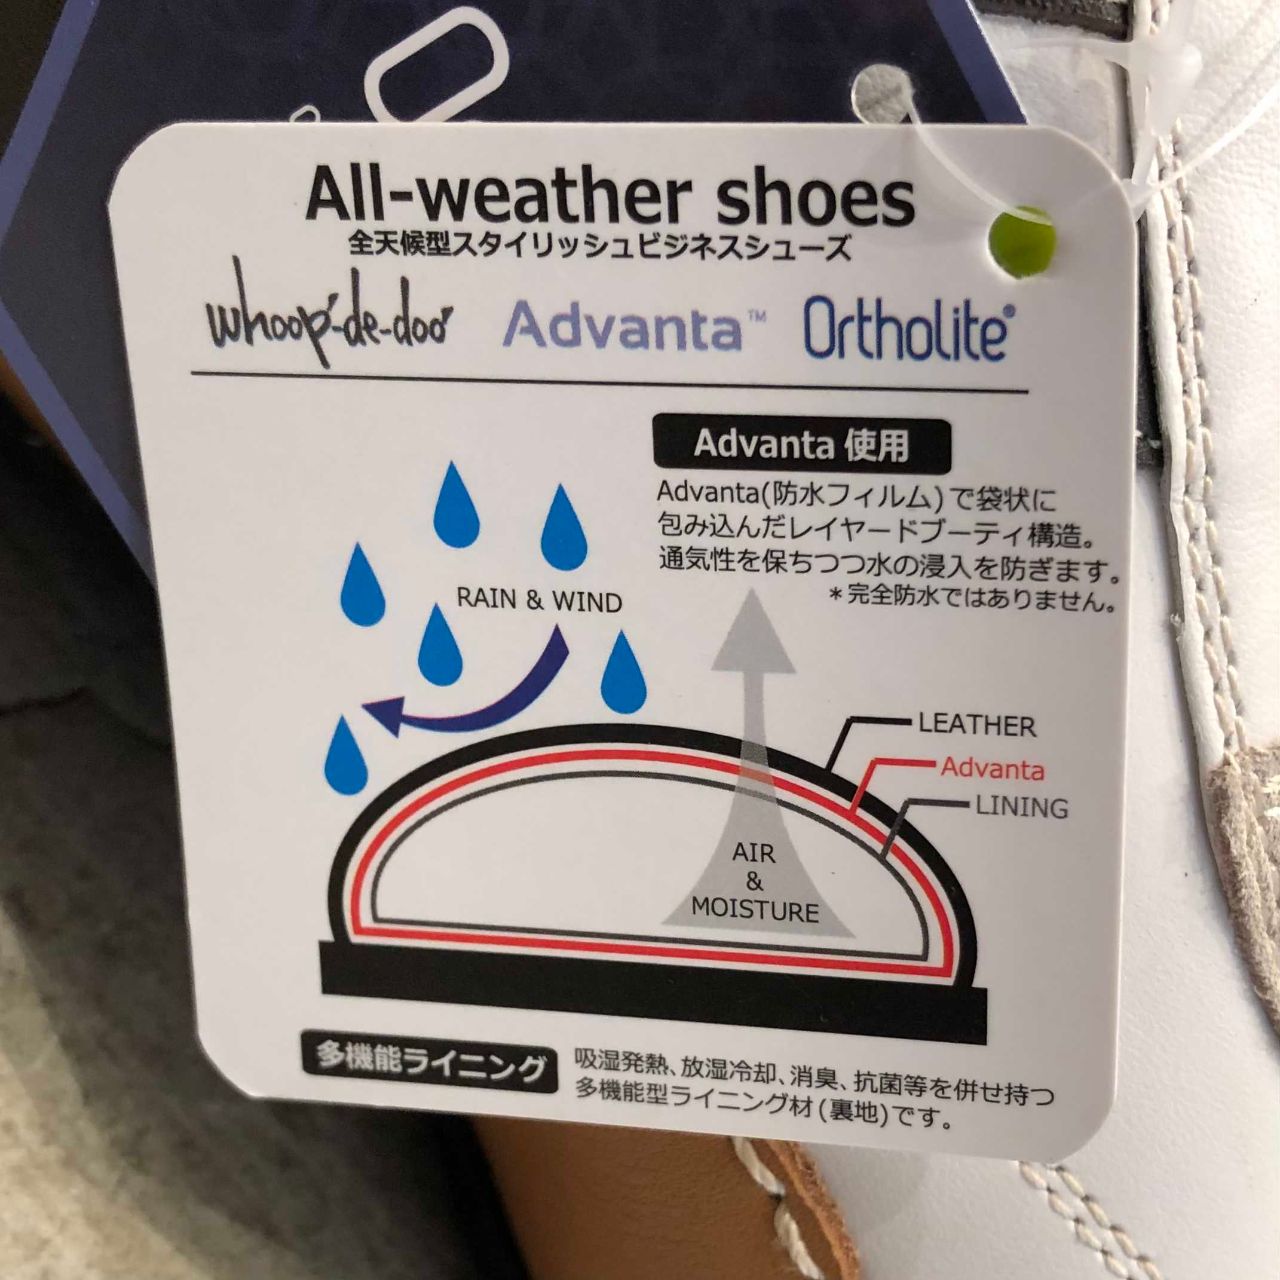 All-weather shoes
全天候型スタイリッシュビジネスシューズ
whoop'-de-doo' Advanta™ Ortholite®
Advanta 使用
Advanta(防水フィルム)で袋状に
包み込んだレイヤードブーティ構造。
通気性を保ちつつ水の浸入を防ぎます。
＊完全防水ではありません。
RAIN & WIND
LEATHER
Advanta
LINING
AIR
&
MOISTURE
多機能ライニング
吸湿発熱、放湿冷却、消臭、抗菌等を併せ持つ
多機能型ライニング材(裏地)です。